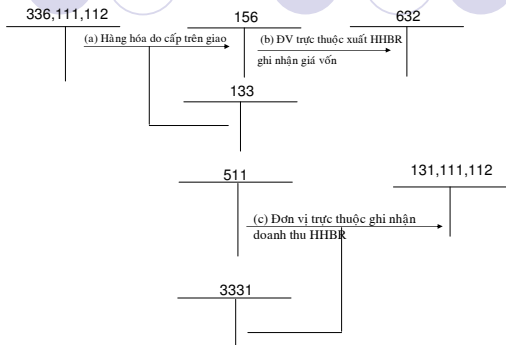 336,111,112
156
632
(a) Hàng hóa do cấp trên giao
(b) ĐV trực thuộc xuất HHBR
ghi nhận giá vốn
133
511
131,111,112
(c) Đơn vị trực thuộc ghi nhận
doanh thu HHBR
3331